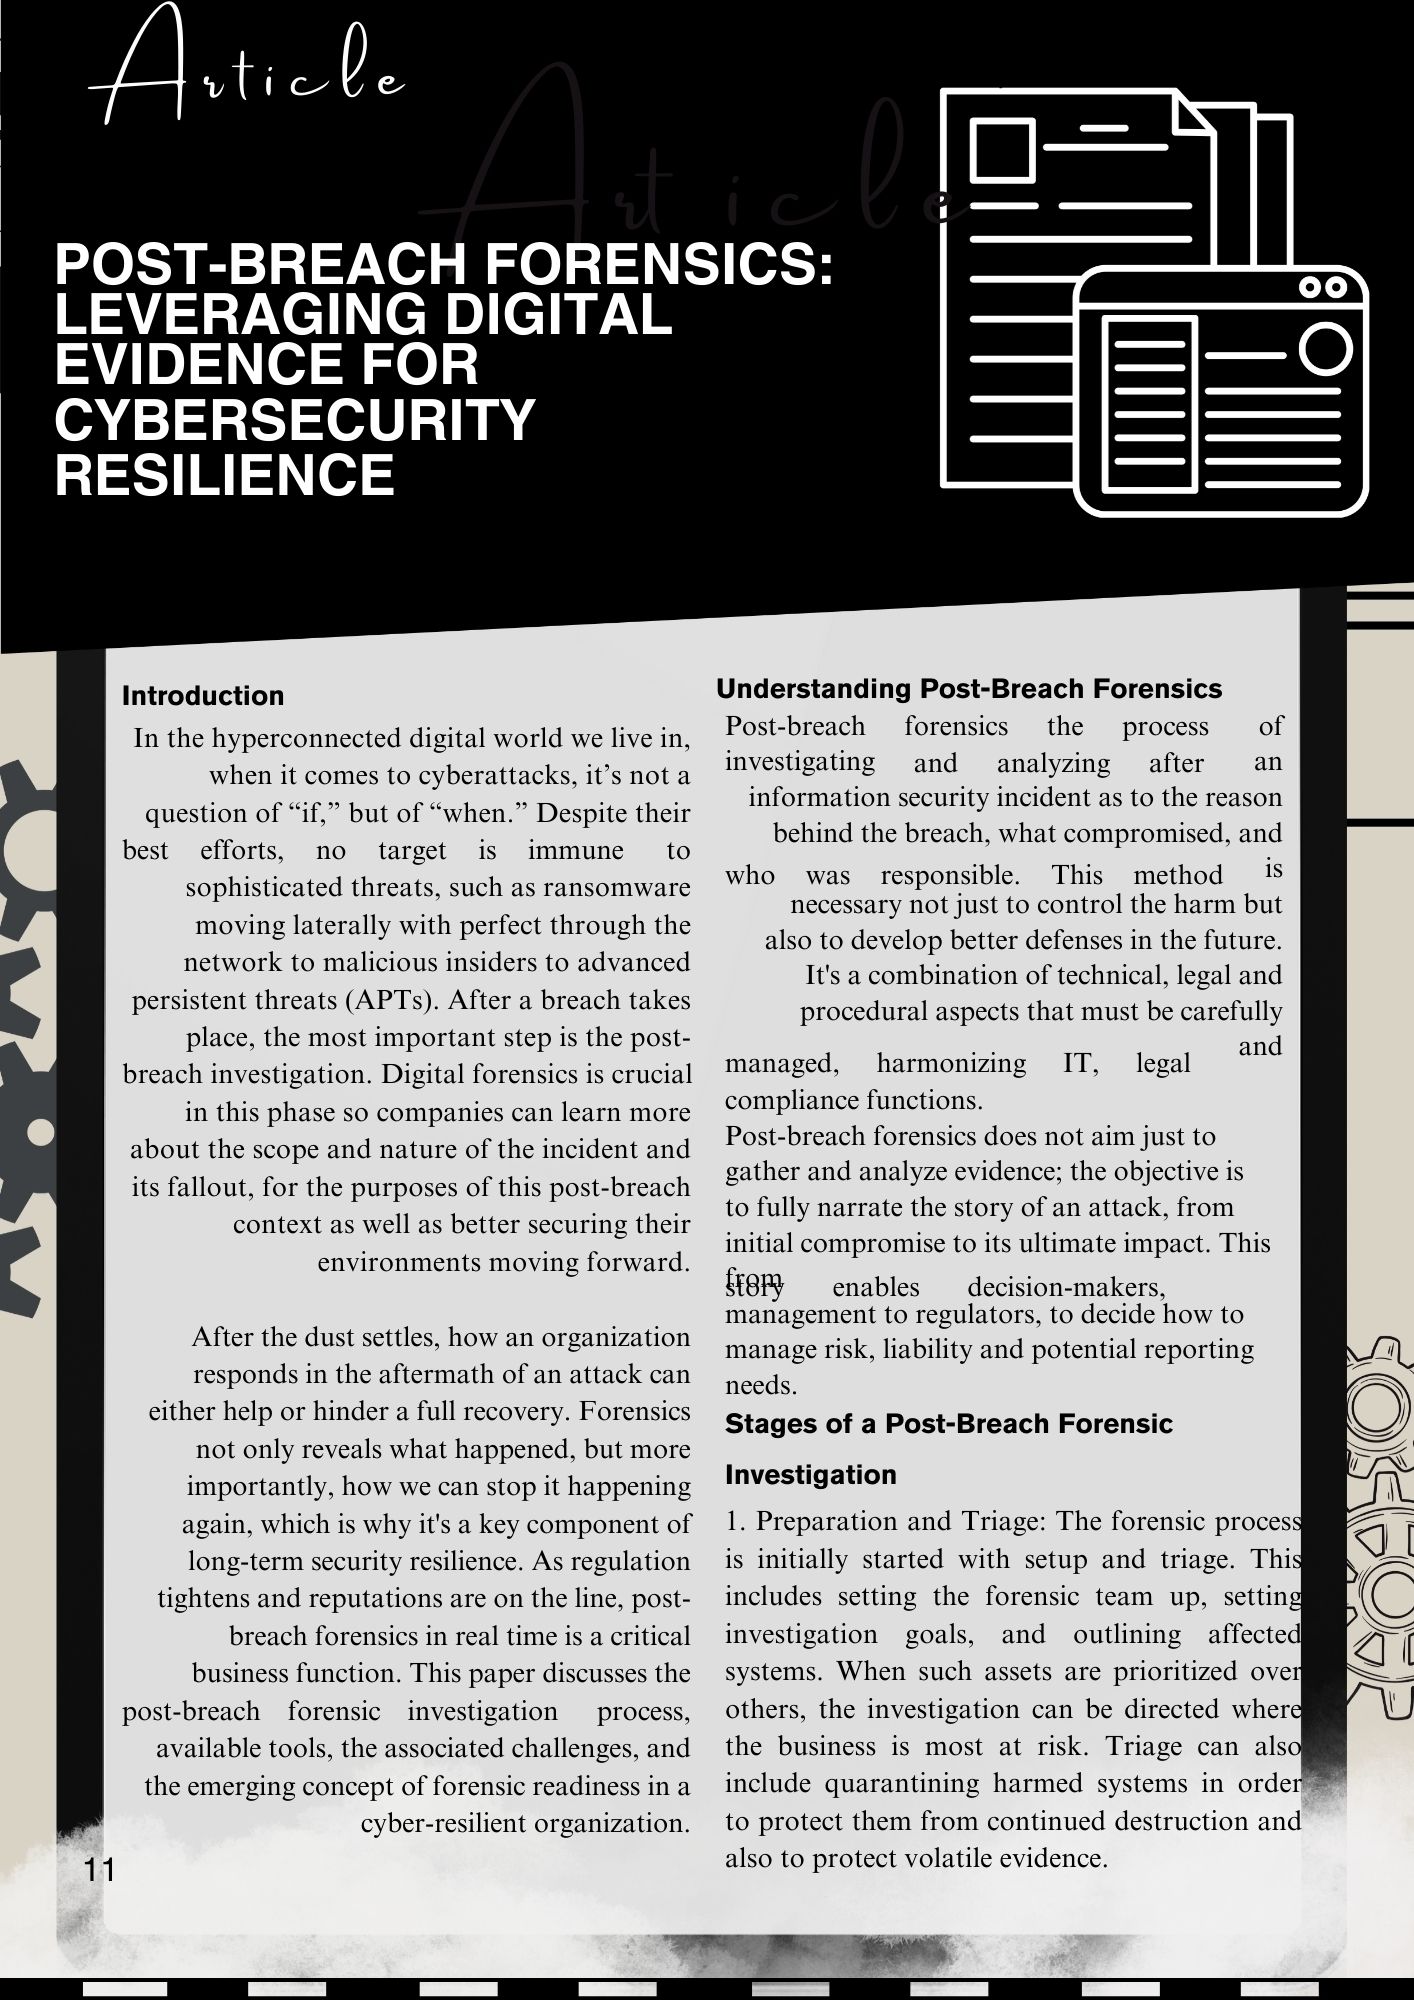 Article
Article
POST-BREACH FORENSICS:
LEVERAGING DIGITAL
EVIDENCE FOR
CYBERSECURITY
RESILIENCE
Introduction
In the hyperconnected digital world we live in,
when it comes to cyberattacks, it’s not a
question of “if,” but of “when.” Despite their
best efforts, no target is immune to
sophisticated threats, such as ransomware
moving laterally with perfect through the
network to malicious insiders to advanced
persistent threats (APTs). After a breach takes
place, the most important step is the post-
breach investigation. Digital forensics is crucial
in this phase so companies can learn more
about the scope and nature of the incident and
its fallout, for the purposes of this post-breach
context as well as better securing their
environments moving forward.
After the dust settles, how an organization
responds in the aftermath of an attack can
either help or hinder a full recovery. Forensics
not only reveals what happened, but more
importantly, how we can stop it happening
again, which is why it's a key component of
long-term security resilience. As regulation
tightens and reputations are on the line, post-
breach forensics in real time is a critical
business function. This paper discusses the
post-breach forensic investigation process,
available tools, the associated challenges, and
the emerging concept of forensic readiness in a
cyber-resilient organization.
Understanding Post-Breach Forensics
Post-breach forensics the process of
investigating and analyzing after an
information security incident as to the reason
behind the breach, what compromised, and
who was responsible. This method is
necessary not just to control the harm but
also to develop better defenses in the future.
It's a combination of technical, legal and
procedural aspects that must be carefully
managed, harmonizing IT, legal and
compliance functions.
Post-breach forensics does not aim just to
gather and analyze evidence; the objective is
to fully narrate the story of an attack, from
initial compromise to its ultimate impact. This
story enables decision-makers, from
management to regulators, to decide how to
manage risk, liability and potential reporting
needs.
Stages of a Post-Breach Forensic
Investigation
1. Preparation and Triage: The forensic process
is initially started with setup and triage. This
includes setting the forensic team up, setting
investigation goals, and outlining affected
systems. When such assets are prioritized over
others, the investigation can be directed where
the business is most at risk. Triage can also
include quarantining harmed systems in order
to protect them from continued destruction and
also to protect volatile evidence.
11